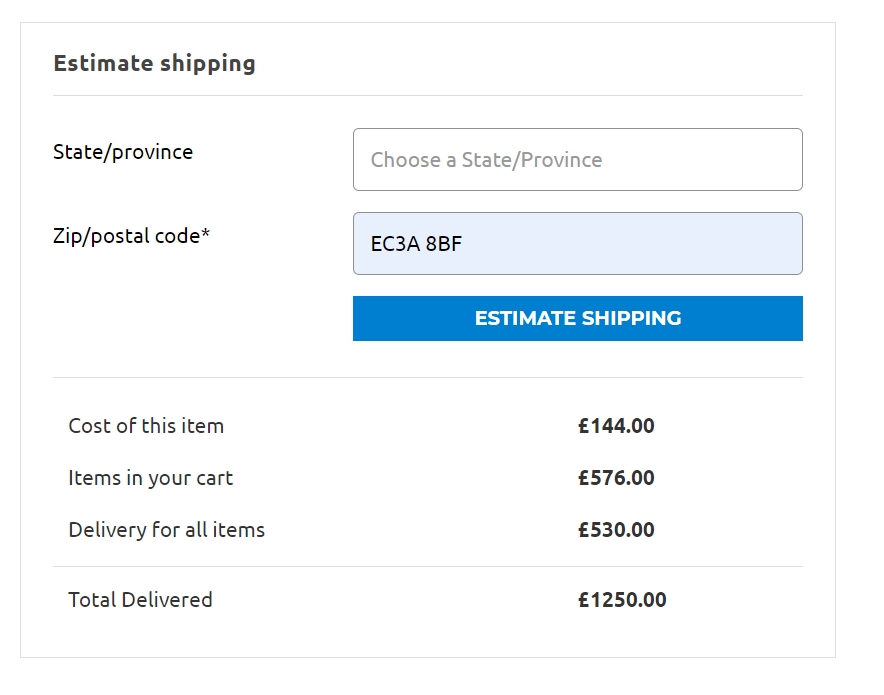 Estimate shipping
State/province
Choose a State/Province
Zip/postal code*
EC3A 8BF
ESTIMATE SHIPPING
Cost of this item £144.00
Items in your cart £576.00
Delivery for all items £530.00
Total Delivered £1250.00